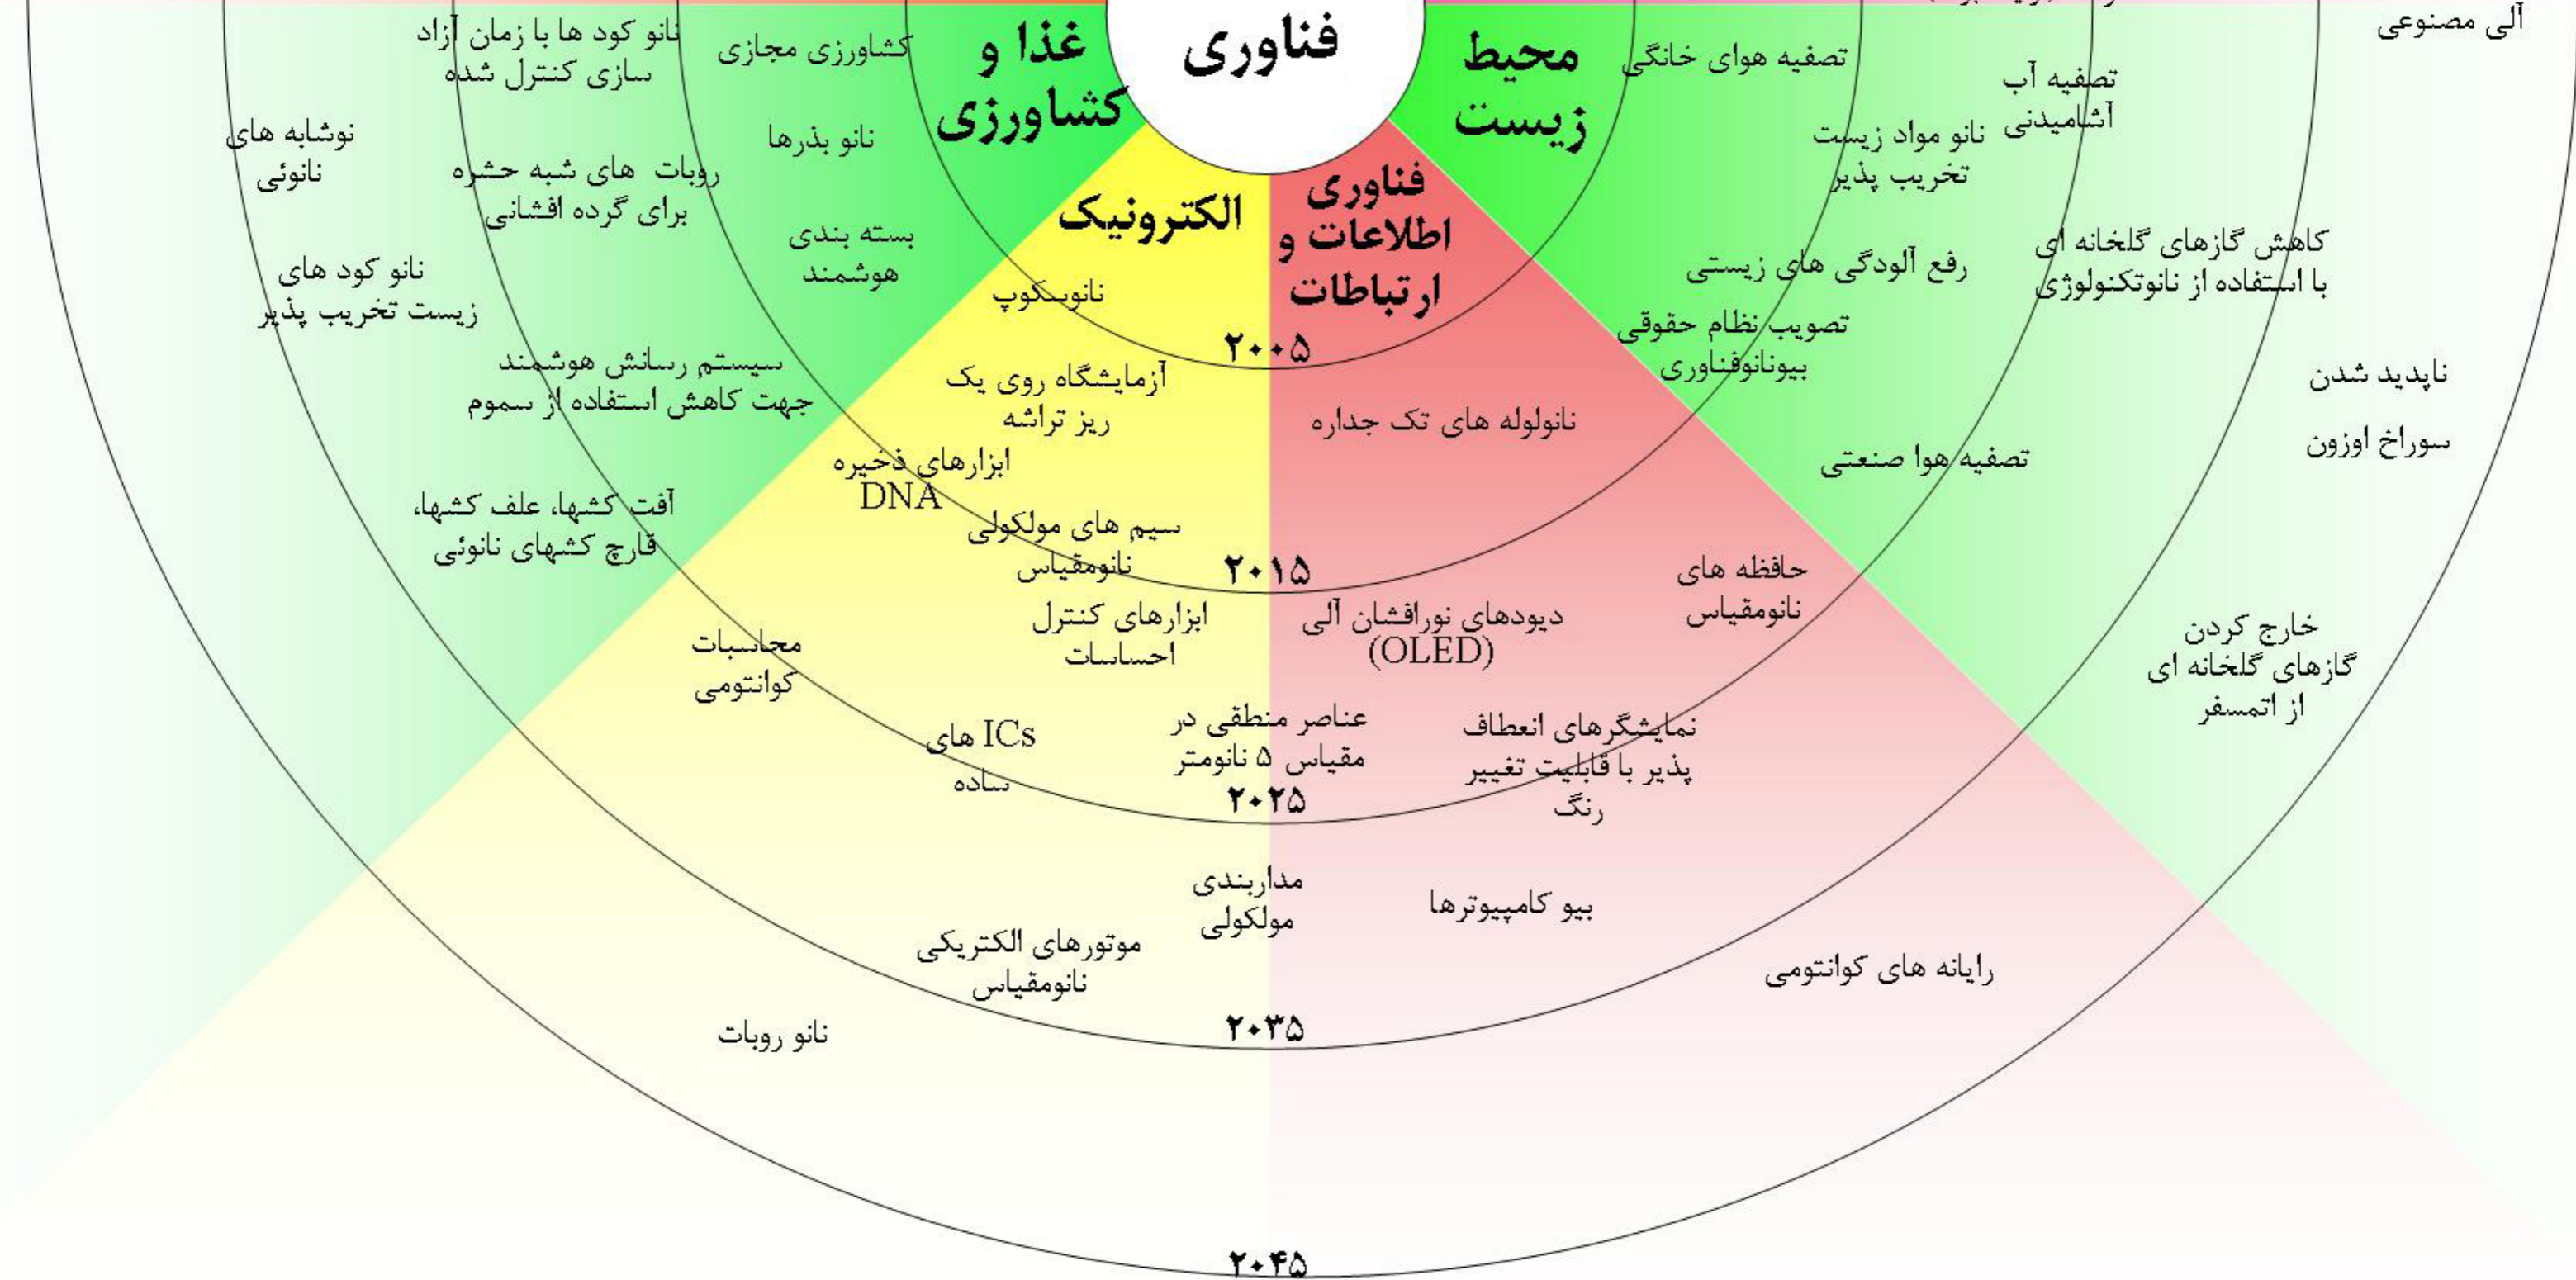 فناوری
محیط
زیست
تصفیه هوای خانگی
تصفیه آب
آشامیدنی
نانو مواد زیست
تخریب پذیر
رفع آلودگی های زیستی
تصویب نظام حقوقی
بیونانوفناوری
کاهش گازهای گلخانه ای
با استفاده از نانوتکنولوژی
تصفیه هوا صنعتی
آلی مصنوعی
ناپدید شدن
سوراخ اوزون
خارج کردن
گازهای گلخانه ای
از اتمسفر
فناوری
اطلاعات و
ارتباطات
نانولوله های تک جداره
حافظه های
نانومقیاس
دیودهای نورافشان آلی
(OLED)
نمایشگرهای انعطاف
پذیر با قابلیت تغییر
رنگ
بیو کامپیوترها
رایانه های کوانتومی
عناصر منطقی در
مقیاس ۵ نانومتر
مداربندی
مولکولی
۲۰۰۵
۲۰۱۵
۲۰۲۵
۲۰۳۵
۲۰۴۵
الکترونیک
نانوسکوپ
آزمایشگاه روی یک
ریز تراشه
ابزارهای ذخیره
DNA
سیم های مولکولی
نانومقیاس
ابزارهای کنترل
احساسات
محاسبات
کوانتومی
ICs های
ساده
موتورهای الکتریکی
نانومقیاس
نانو روبات
غذا و
کشاورزی
کشاورزی مجازی
نانو بذرها
بسته بندی
هوشمند
نانو کود ها با زمان آزاد
سازی کنترل شده
روبات های شبه حشره
برای گرده افشانی
سیستم رسانش هوشمند
جهت کاهش استفاده از سموم
آفت کشها، علف کشها،
قارچ کشهای نانوئی
نوشابه های
نانوئی
نانو کود های
زیست تخریب پذیر